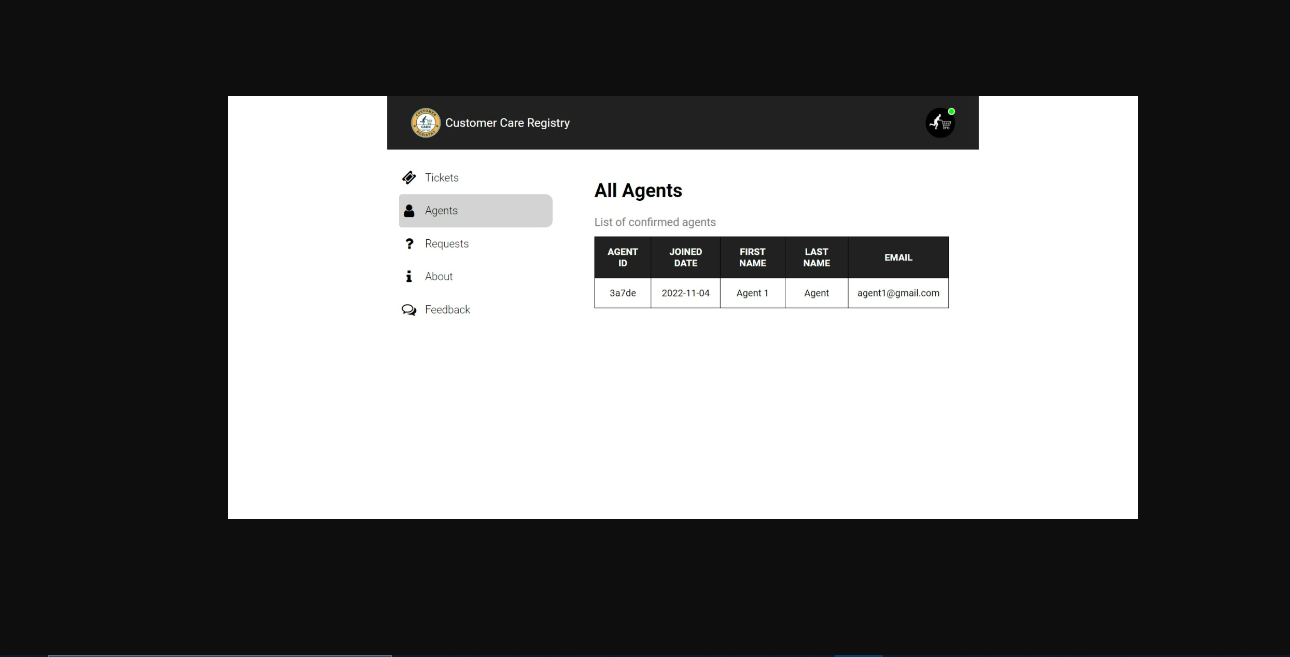 Customer Care Registry
Tickets
Agents
Requests
About
Feedback
All Agents
List of confirmed agents
AGENT ID JOINED DATE FIRST NAME LAST NAME EMAIL
3a7de 2022-11-04 Agent 1 Agent agent1@gmail.com